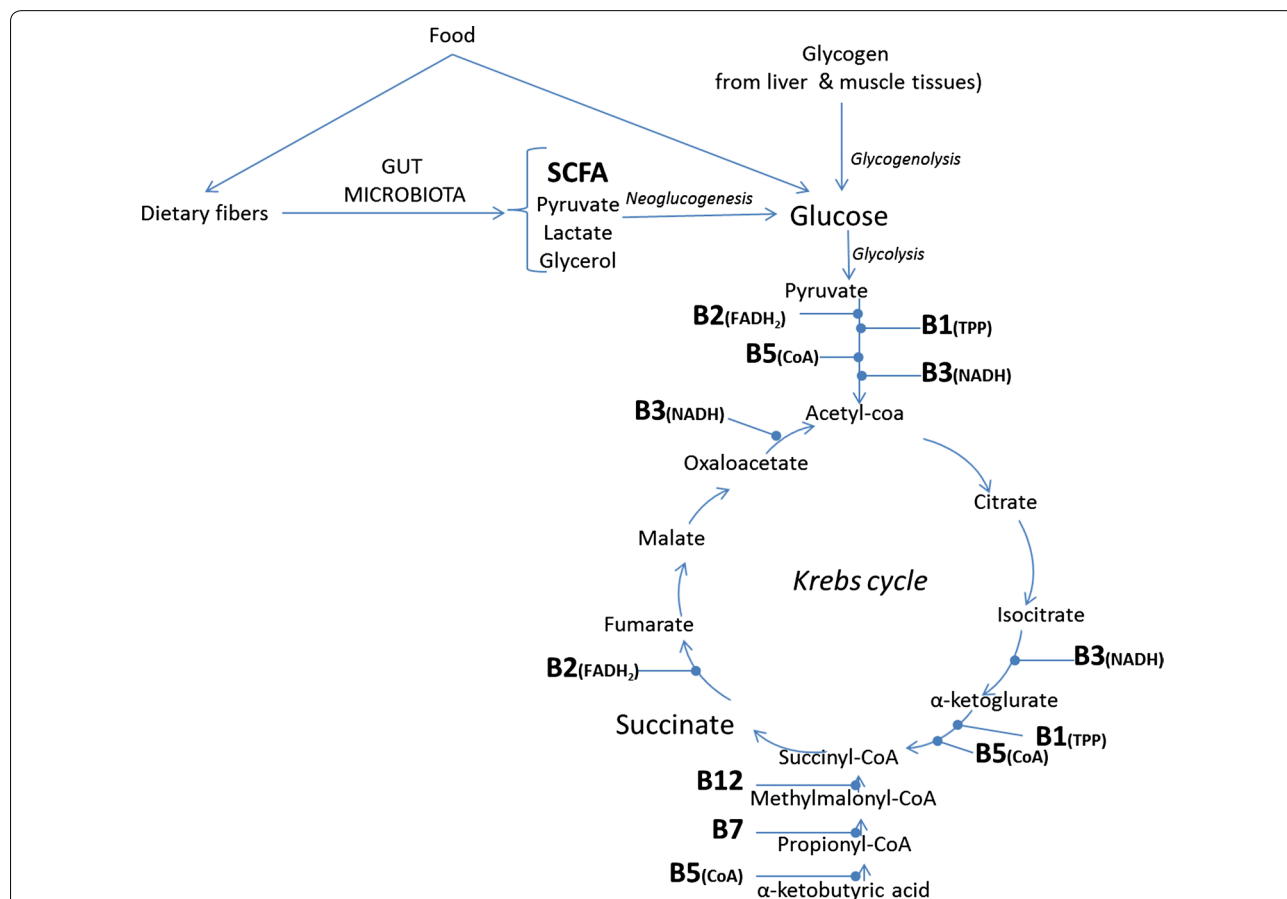 Food
Glycogen
from liver & muscle tissues)
Glycogenolysis
GUT
MICROBIOTA
SCFA
Pyruvate
Lactate
Glycerol
Neoglucogenesis
Dietary fibers
Glucose
Glycolysis
Pyruvate
B2(FADH₂)
B1(TPP)
B5(CoA)
B3(NADH)
B3(NADH)
Acetyl-coa
Oxaloacetate
Citrate
Malate
Krebs cycle
Isocitrate
Fumarate
B3(NADH)
B2(FADH₂)
α-ketoglurate
Succinate
B1(TPP)
B5(CoA)
Succinyl-CoA
B12
Methylmalonyl-CoA
B7
Propionyl-CoA
B5(CoA)
α-ketobutyric acid